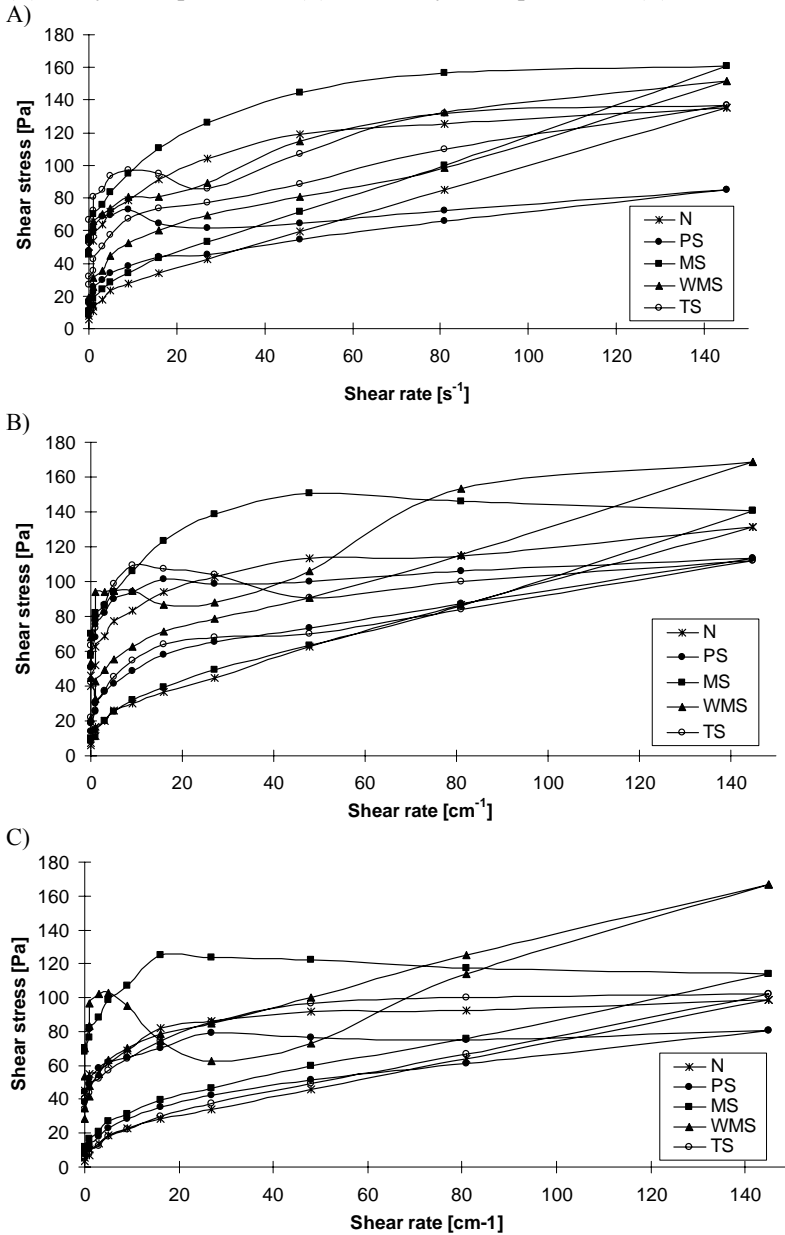 A)
180
160
140
120
100
80
60
40
20
0
Shear stress [Pa]
0 20 40 60 80 100 120 140
Shear rate [s⁻¹]
N
PS
MS
WMS
TS
B)
180
160
140
120
100
80
60
40
20
0
Shear stress [Pa]
0 20 40 60 80 100 120 140
Shear rate [cm⁻¹]
N
PS
MS
WMS
TS
C)
180
160
140
120
100
80
60
40
20
0
Shear stress [Pa]
0 20 40 60 80 100 120 140
Shear rate [cm-1]
N
PS
MS
WMS
TS